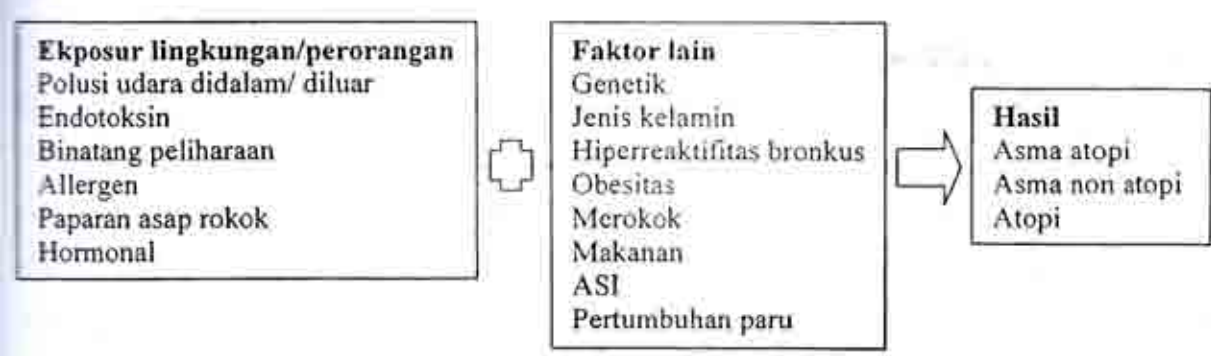 Ekposur lingkungan/perorangan
Polusi udara didalam/ diluar
Endotoksin
Binatang peliharaan
Allergen
Paparan asap rokok
Hormonal
Faktor lain
Genetik
Jenis kelamin
Hiperreaktifitas bronkus
Obesitas
Merokok
Makanan
ASI
Pertumbuhan paru
Hasil
Asma atopi
Asma non atopi
Atopi